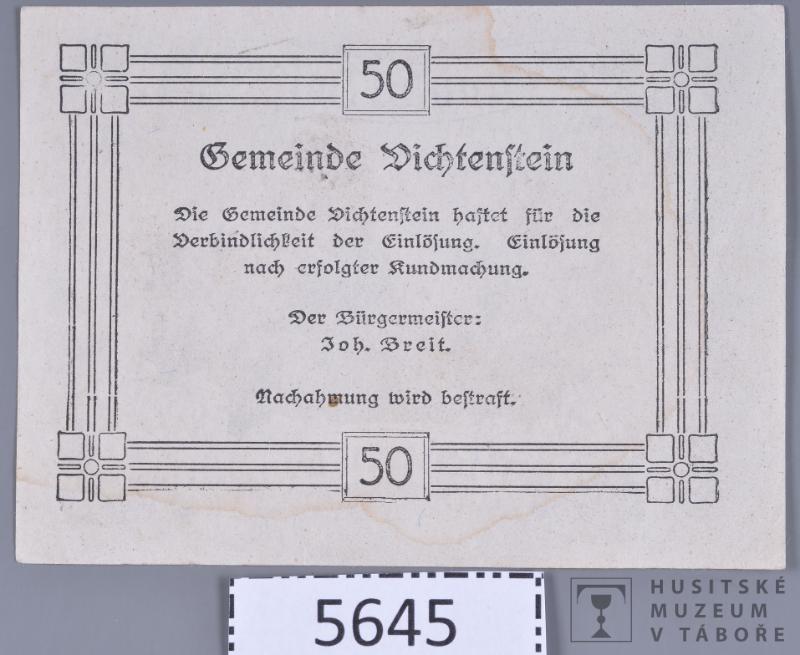 50
Gemeinde Vichtenstein
Die Gemeinde Vichtenstein haftet für die
Verbindlichkeit der Einlösung. Einlösung
nach erfolgter Kundmachung.
Der Bürgermeister:
Joh. Breit.
Nachahmung wird bestraft.
50
5645
HUSITSKÉ
MUZEUM
V TÁBOŘE